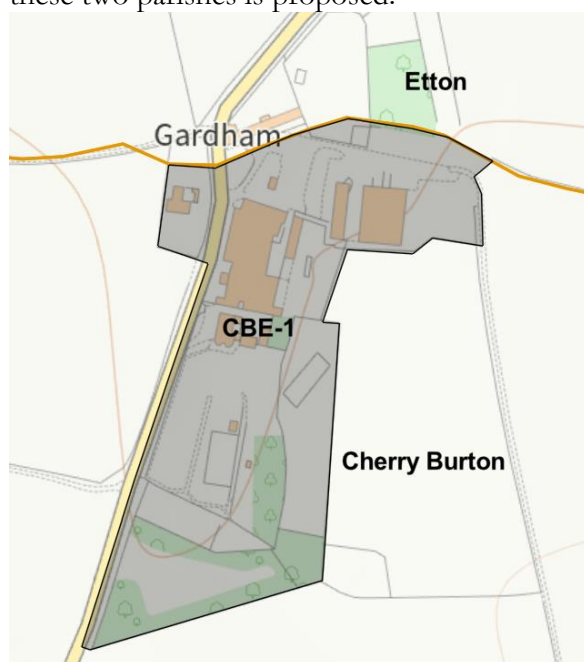 these two parishes is proposed.
Etton
Gardham
CBE-1
Cherry Burton